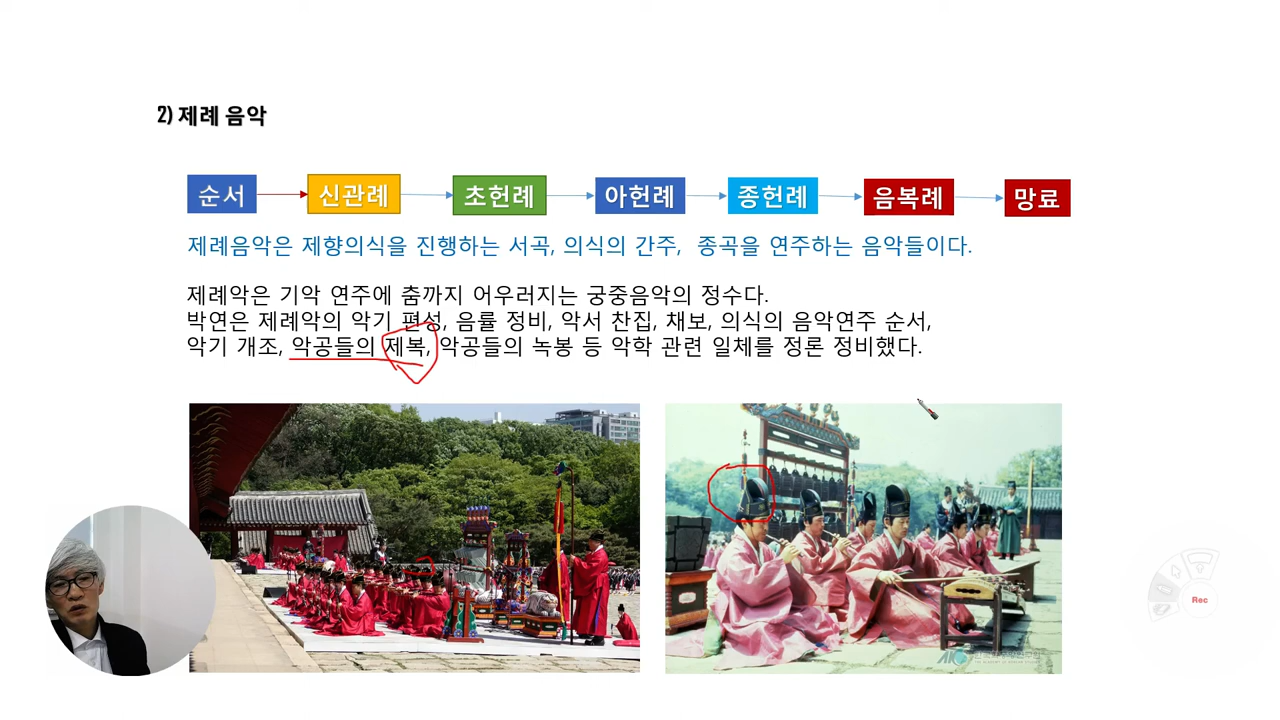 2) 제례 음악
순서 신관례 초헌례 아헌례 종헌례 음복례 망료
제례음악은 제향의식을 진행하는 서곡, 의식의 간주, 종곡을 연주하는 음악들이다.
제례악은 기악 연주에 춤까지 어우러지는 궁중음악의 정수다.
박연은 제례악의 악기 편성, 음률 정비, 악서 찬집, 채보, 의식의 음악연주 순서,
악기 개조, 악공들의 제복, 악공들의 녹봉 등 악학 관련 일체를 정론 정비했다.
Rec